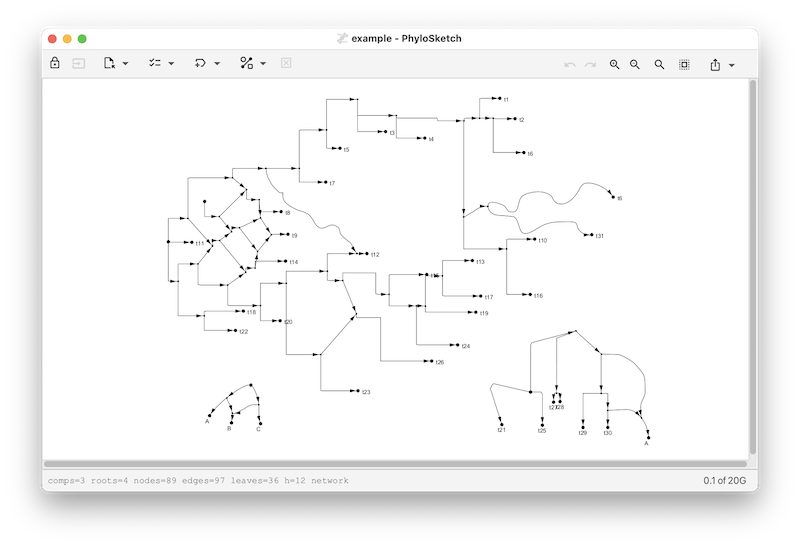 example - PhyloSketch
t1
t2
t3
t4
t5
t6
t7
t6
t8
t9
t31
t10
t11
t12
t13
t14
t16
t17
t18
t19
t20
t22
t24
t26
t23
A
B
C
t21
t25
t28
t29
t30
A
comps=3 roots=4 nodes=89 edges=97 leaves=36 h=12 network
0.1 of 20G